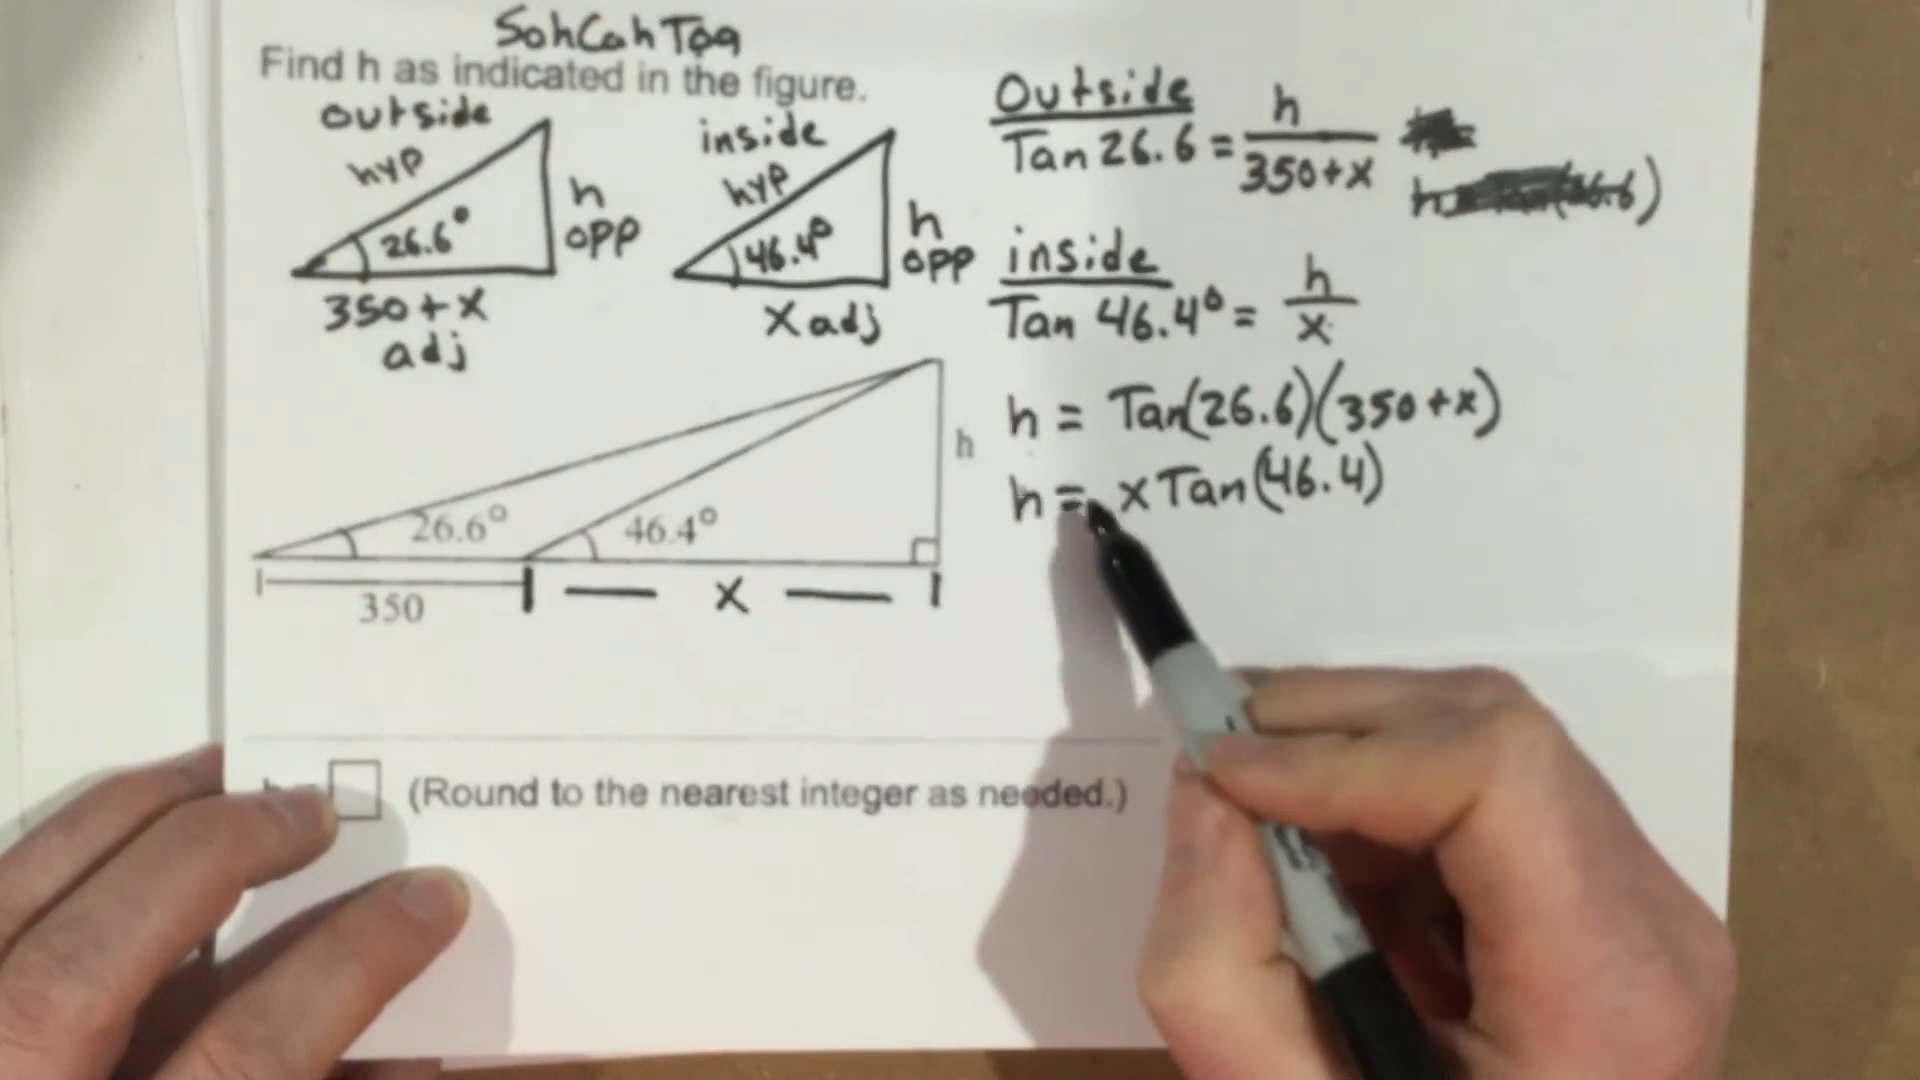 SohCahToa
Find h as indicated in the figure.
outside
hyp
26.6°
h
opp
350+x
adj
inside
hyp
46.4°
h
opp
x adj
Outside
Tan 26.6 = h / 350+x
inside
Tan 46.4° = h / x
h = Tan(26.6)(350+x)
h = x Tan(46.4)
26.6°
46.4°
h
350
x
(Round to the nearest integer as needed.)